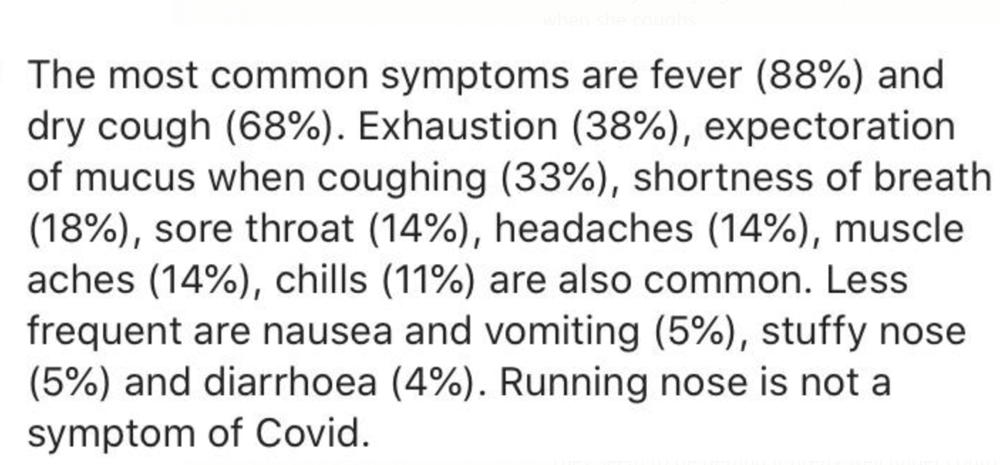 when she coughs
The most common symptoms are fever (88%) and
dry cough (68%). Exhaustion (38%), expectoration
of mucus when coughing (33%), shortness of breath
(18%), sore throat (14%), headaches (14%), muscle
aches (14%), chills (11%) are also common. Less
frequent are nausea and vomiting (5%), stuffy nose
(5%) and diarrhoea (4%). Running nose is not a
symptom of Covid.